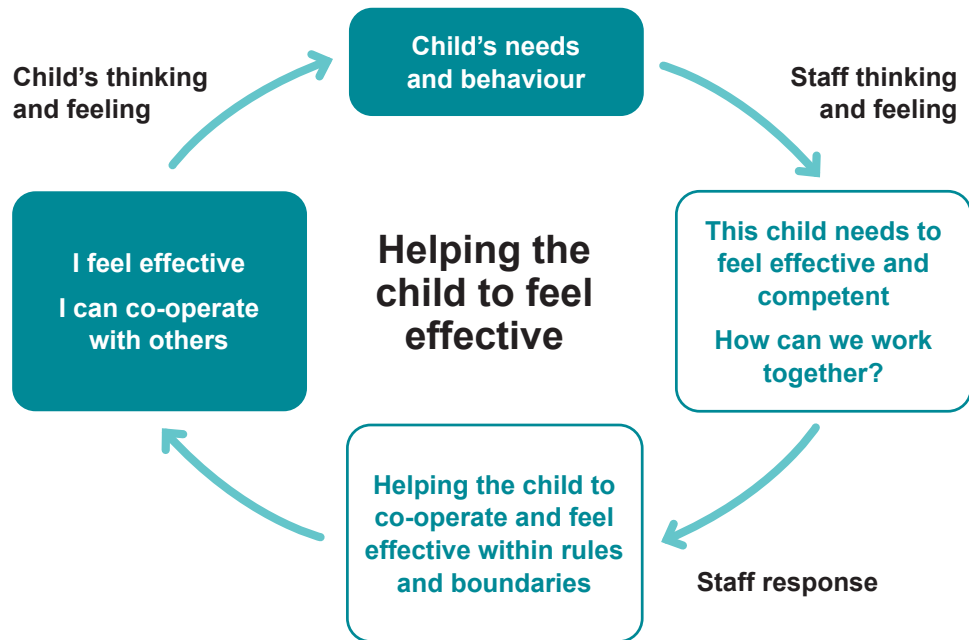 Child's needs
and behaviour
Child's thinking
and feeling
Staff thinking
and feeling
I feel effective
I can co-operate
with others
Helping the
child to feel
effective
This child needs to
feel effective and
competent
How can we work
together?
Helping the child to
co-operate and feel
effective within rules
and boundaries
Staff response